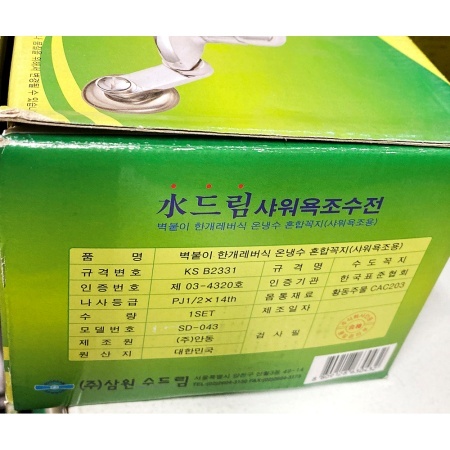 水드림 샤워욕조수전
벽붙이 한개레버식 온냉수 혼합꼭지(샤워욕조용)
품 명 벽붙이 한개레버식 온냉수 혼합꼭지(샤워욕조용)
규격번호 KS B2331 규격명 수도꼭지
인증번호 제 03-4320호 인증기관 한국표준협회
나사등급 PJ1/2×14th 몸통재료 황동주물 CAC203
수 량 1SET 제조일자
모델번호 SD-043 검사필
제조원 (주)안동
원산지 대한민국
(주)삼원 수드림